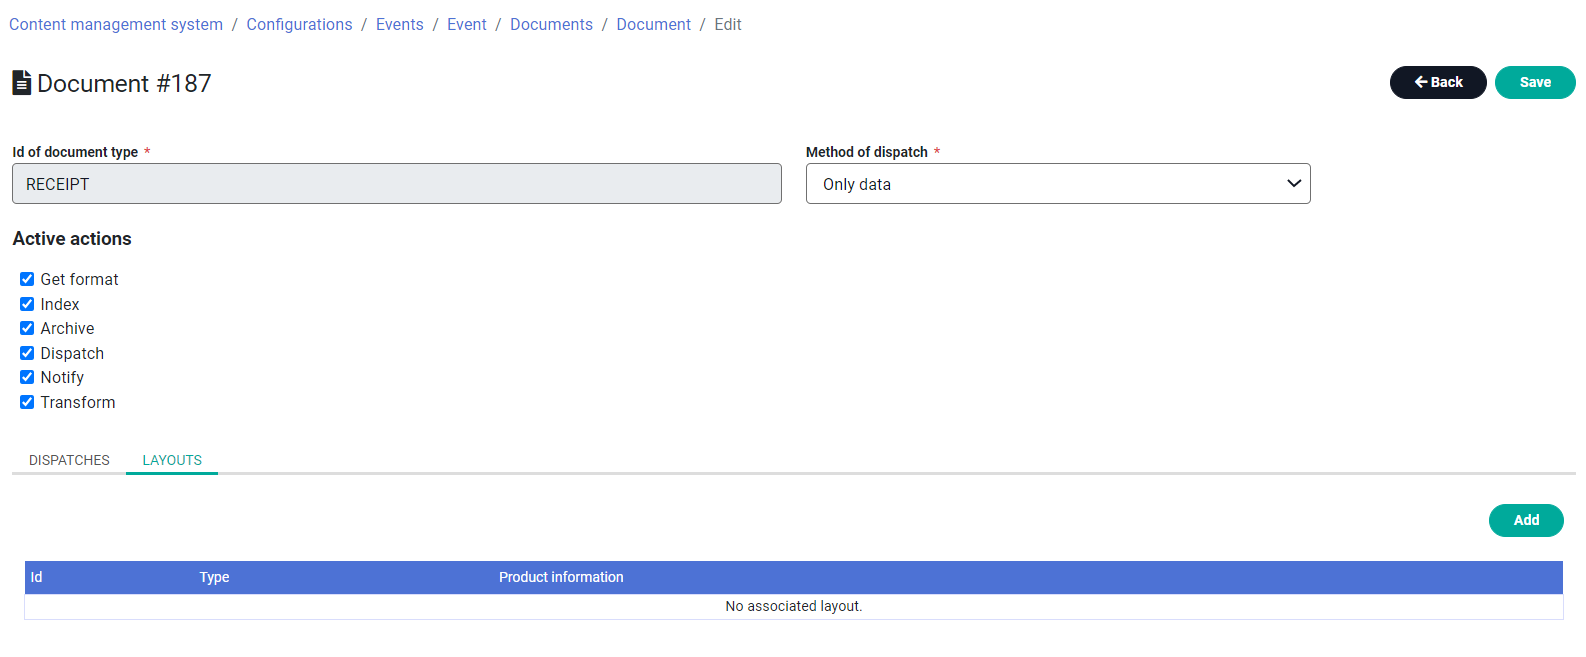 Content management system / Configurations / Events / Event / Documents / Document / Edit
Document #187
Back
Save
Id of document type *
Method of dispatch *
RECEIPT
Only data
Active actions
Get format
Index
Archive
Dispatch
Notify
Transform
DISPATCHES LAYOUTS
Add
Id Type Product information
No associated layout.